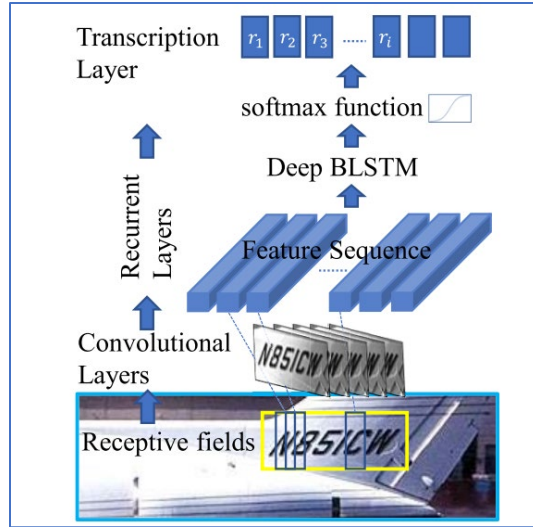 Transcription
Layer
r1 r2 r3 ...... ri
softmax function
Deep BLSTM
Recurrent
Layers
Feature Sequence
......
Convolutional
Layers
N851CW
Receptive fields
N851CW